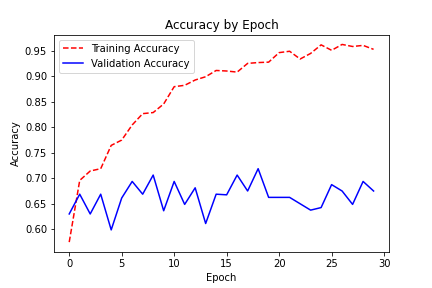 Accuracy by Epoch
Training Accuracy
Validation Accuracy
Accuracy
0.95
0.90
0.85
0.80
0.75
0.70
0.65
0.60
0 5 10 15 20 25 30
Epoch